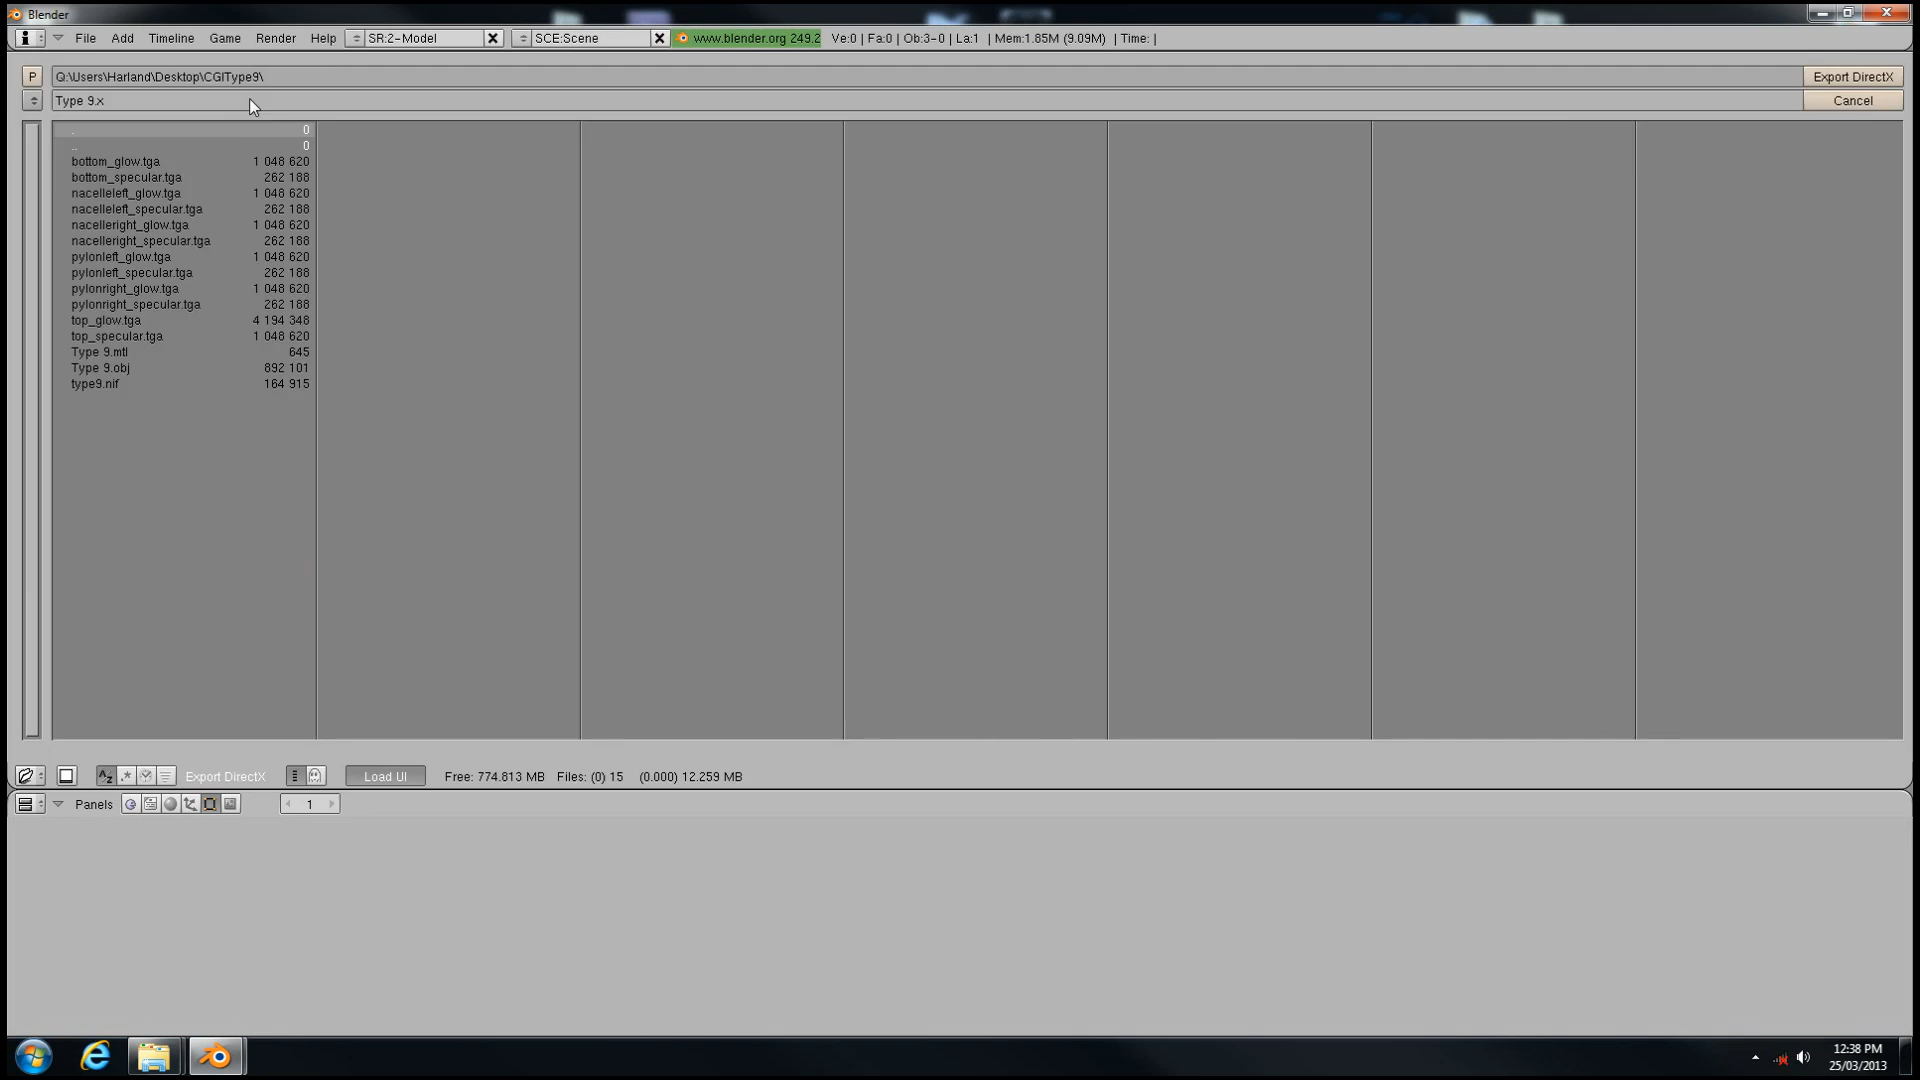 Blender
File Add Timeline Game Render Help SR:2-Model SCE:Scene www.blender.org 249.2 Ve:0 | Fa:0 | Ob:3-0 | La:1 | Mem:1.85M (9.09M) | Time: |
P Q:\Users\Harland\Desktop\CGIType9\ Export DirectX
Type 9.x Cancel
. 0
.. 0
bottom_glow.tga 1 048 620
bottom_specular.tga 262 188
nacelleleft_glow.tga 1 048 620
nacelleleft_specular.tga 262 188
nacelleright_glow.tga 1 048 620
nacelleright_specular.tga 262 188
pylonleft_glow.tga 1 048 620
pylonleft_specular.tga 262 188
pylonright_glow.tga 1 048 620
pylonright_specular.tga 262 188
top_glow.tga 4 194 348
top_specular.tga 1 048 620
Type 9.mtl 645
Type 9.obj 892 101
type9.nif 164 915
Export DirectX Load UI Free: 774.813 MB Files: (0) 15 (0.000) 12.259 MB
Panels 1
12:38 PM
25/03/2013